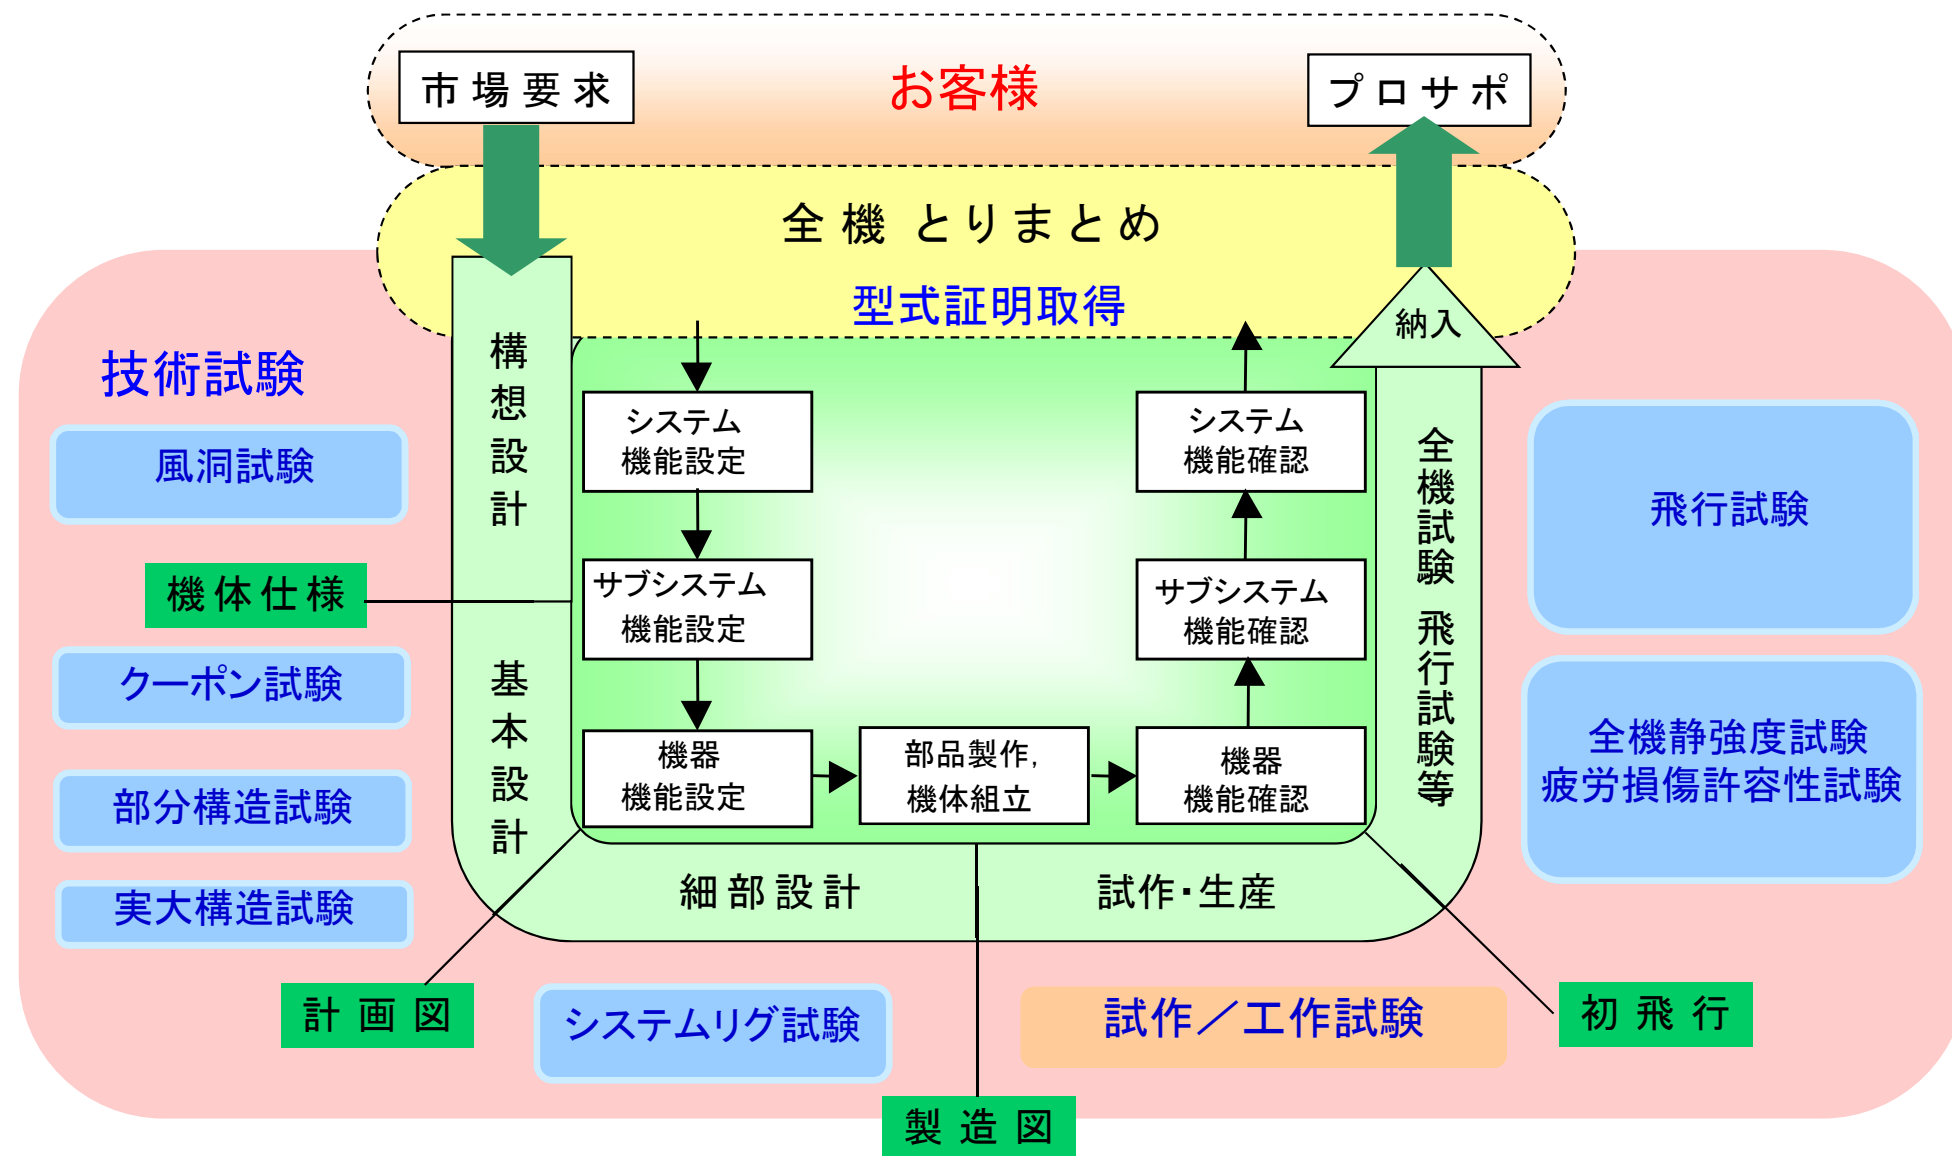 市場要求
お客様
プロサポ
全機 とりまとめ
型式証明取得
納入
技術試験
風洞試験
機体仕様
クーポン試験
部分構造試験
実大構造試験
構想設計
基本設計
システム
機能設定
サブシステム
機能設定
機器
機能設定
部品製作,
機体組立
機器
機能確認
サブシステム
機能確認
システム
機能確認
全機試験 飛行試験等
飛行試験
全機静強度試験
疲労損傷許容性試験
細部設計
試作・生産
計画図
システムリグ試験
試作／工作試験
初飛行
製造図